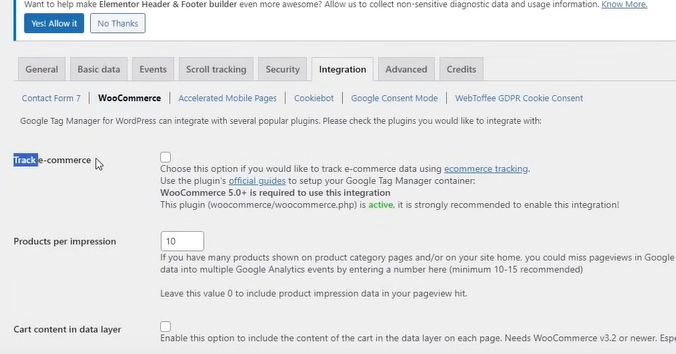 Want to help make Elementor Header & Footer builder even more awesome? Allow us to collect non-sensitive diagnostic data and usage information. Know More.
Yes! Allow it No Thanks
General Basic data Events Scroll tracking Security Integration Advanced Credits
Contact Form 7 WooCommerce Accelerated Mobile Pages Cookiebot Google Consent Mode WebToffee GDPR Cookie Consent
Google Tag Manager for WordPress can integrate with several popular plugins. Please check the plugins you would like to integrate with:
Track e-commerce
Choose this option if you would like to track e-commerce data using ecommerce tracking.
Use the plugin's official guides to setup your Google Tag Manager container:
WooCommerce 5.0+ is required to use this integration
This plugin (woocommerce/woocommerce.php) is active, it is strongly recommended to enable this integration!
Products per impression 10
If you have many products shown on product category pages and/or on your site home, you could miss pageviews in Google
data into multiple Google Analytics events by entering a number here (minimum 10-15 recommended)
Leave this value 0 to include product impression data in your pageview hit.
Cart content in data layer
Enable this option to include the content of the cart in the data layer on each page. Needs WooCommerce v3.2 or newer. Espe